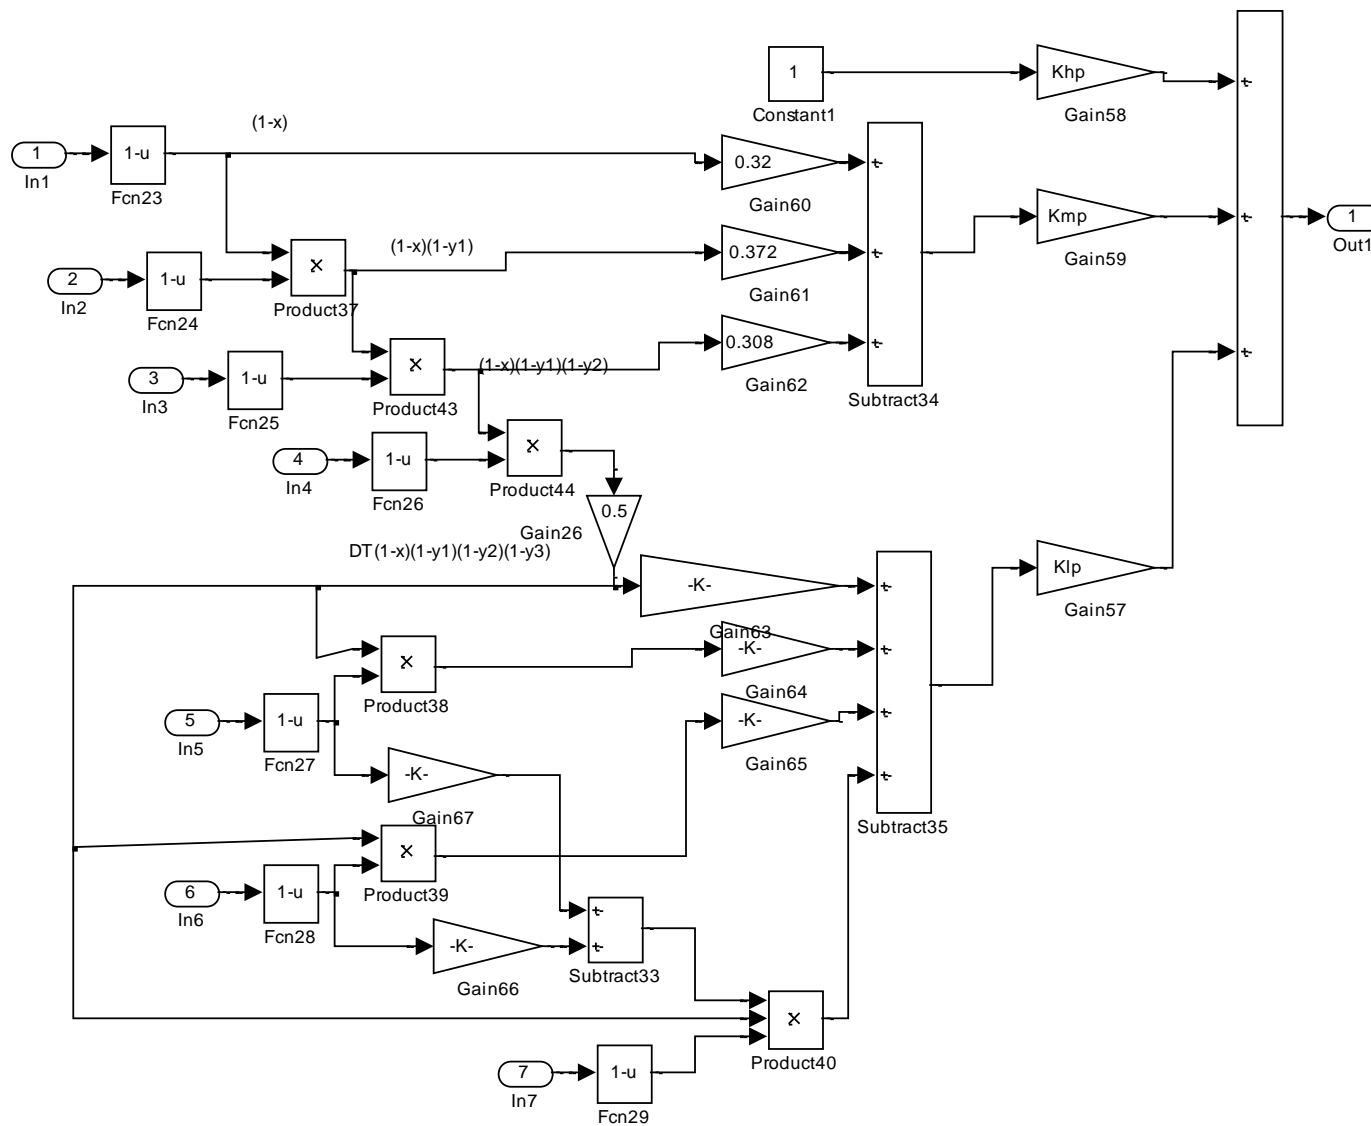 1
Constant1
Khp
Gain58
(1-x)
1
In1
1-u
Fcn23
0.32
Gain60
(1-x)(1-y1)
Kmp
Gain59
1
Out1
2
In2
1-u
Fcn24
x
Product37
0.372
Gain61
3
In3
1-u
Fcn25
x
Product43
(1-x)(1-y1)(1-y2)
0.308
Gain62
Subtract34
4
In4
1-u
Fcn26
x
Product44
0.5
Gain26
DT(1-x)(1-y1)(1-y2)(1-y3)
-K-
Gain63
Klp
Gain57
x
Product38
-K-
Gain64
5
In5
1-u
Fcn27
-K-
Gain65
-K-
Gain67
Subtract35
x
Product39
6
In6
1-u
Fcn28
-K-
Gain66
Subtract33
x
Product40
7
In7
1-u
Fcn29